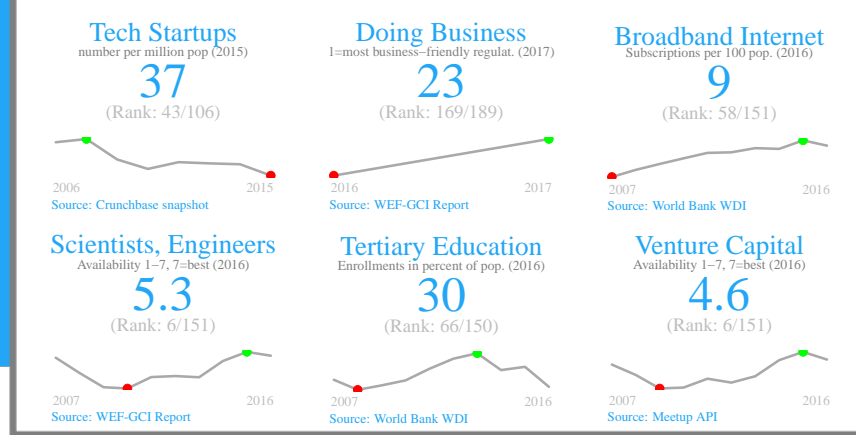 Tech Startups
number per million pop (2015)
37
(Rank: 43/106)
2006 2015
Source: Crunchbase snapshot
Doing Business
1=most business−friendly regulat. (2017)
23
(Rank: 169/189)
2016 2017
Source: WEF-GCI Report
Broadband Internet
Subscriptions per 100 pop. (2016)
9
(Rank: 58/151)
2007 2016
Source: World Bank WDI
Scientists, Engineers
Availability 1−7, 7=best (2016)
5.3
(Rank: 6/151)
2007 2016
Source: WEF-GCI Report
Tertiary Education
Enrollments in percent of pop. (2016)
30
(Rank: 66/150)
2007 2016
Source: World Bank WDI
Venture Capital
Availability 1−7, 7=best (2016)
4.6
(Rank: 6/151)
2007 2016
Source: Meetup API